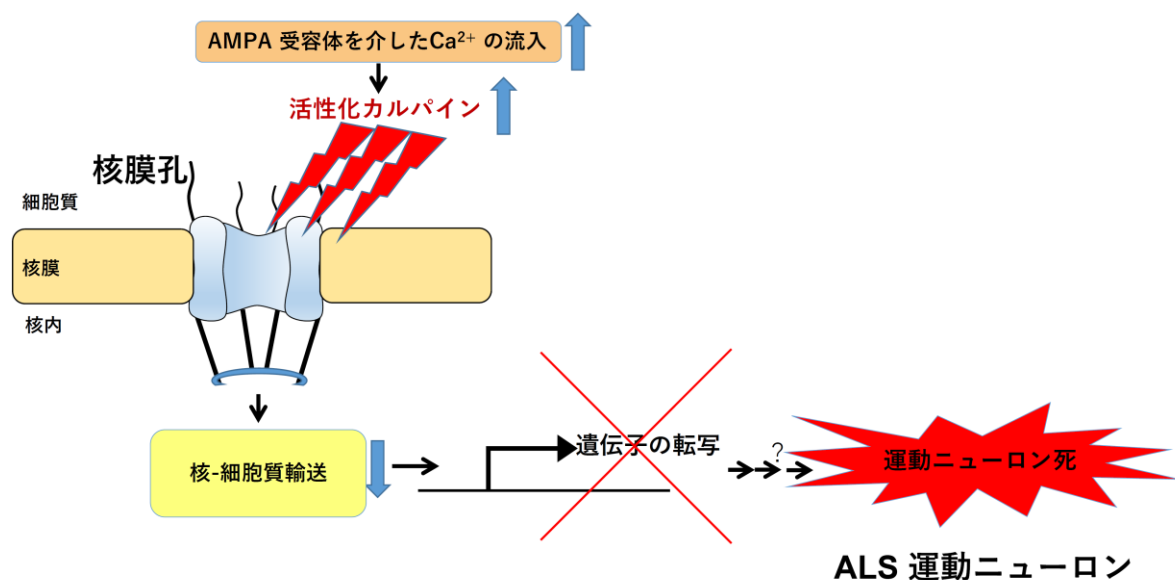 AMPA 受容体を介したCa²⁺ の流入
活性化カルパイン
核膜孔
細胞質
核膜
核内
核-細胞質輸送
遺伝子の転写
?
運動ニューロン死
ALS 運動ニューロン